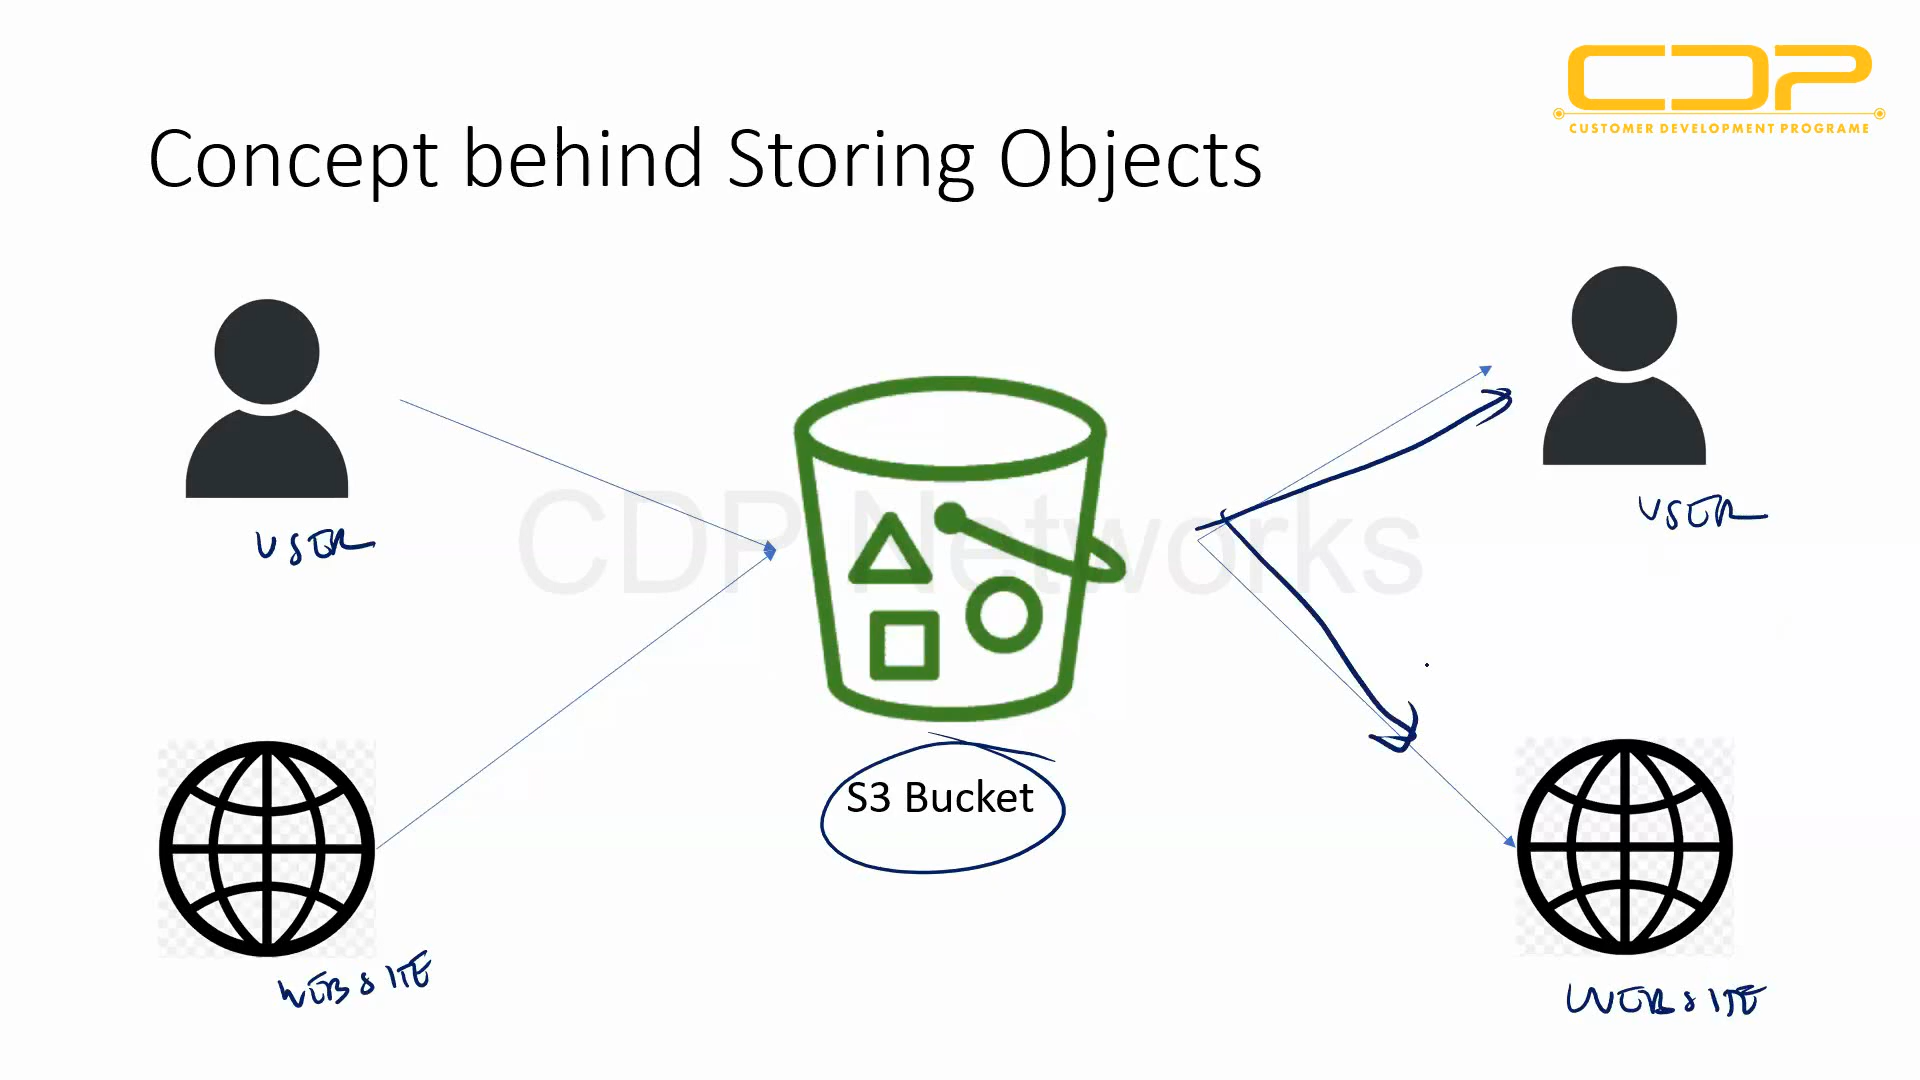 CDP
CUSTOMER DEVELOPMENT PROGRAME
Concept behind Storing Objects
USER
USER
CDP Networks
S3 Bucket
WEBSITE
WEBSITE